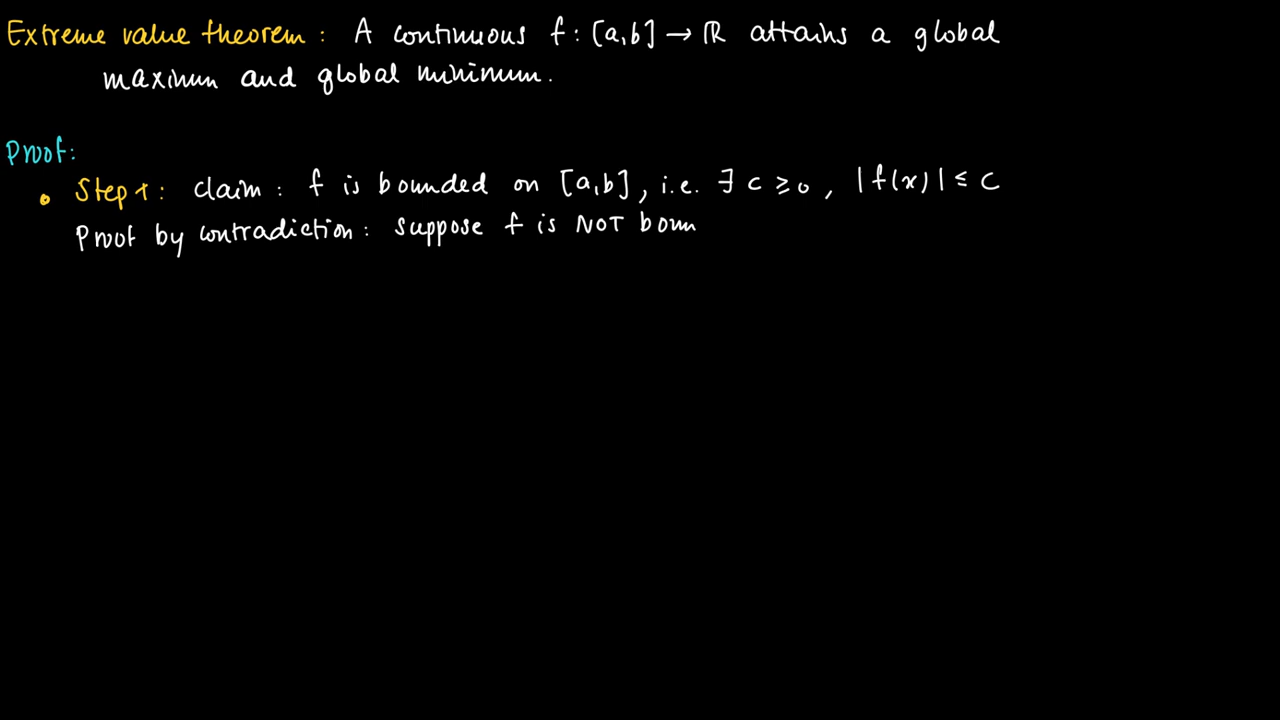 Extreme value theorem : A continuous f : [a,b] → ℝ attains a global
maximum and global minimum.
Proof:
• Step 1 : claim : f is bounded on [a,b] , i.e. ∃ c ≥ 0 , |f(x)| ≤ c
Proof by contradiction : suppose f is NOT boun